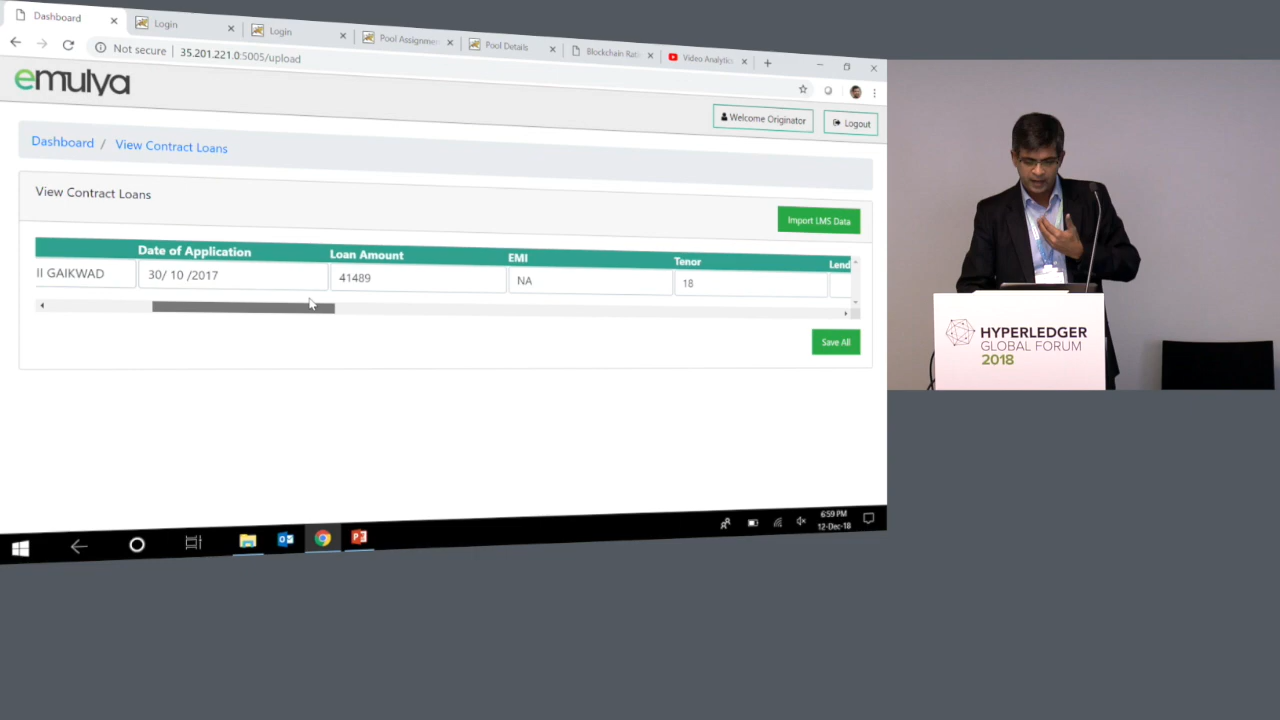 Dashboard
Login
Login
Pool Assignme
Pool Details
Blockchain Rati
Video Analytic
Not secure | 35.201.221.0:5005/upload
emulya
Welcome Originator
Logout
Dashboard / View Contract Loans
View Contract Loans
Import LMS Data
Date of Application Loan Amount EMI Tenor Lend
II GAIKWAD 30/ 10 /2017 41489 NA 18
Save All
6:59 PM
12-Dec-18
HYPERLEDGER
GLOBAL FORUM
2018